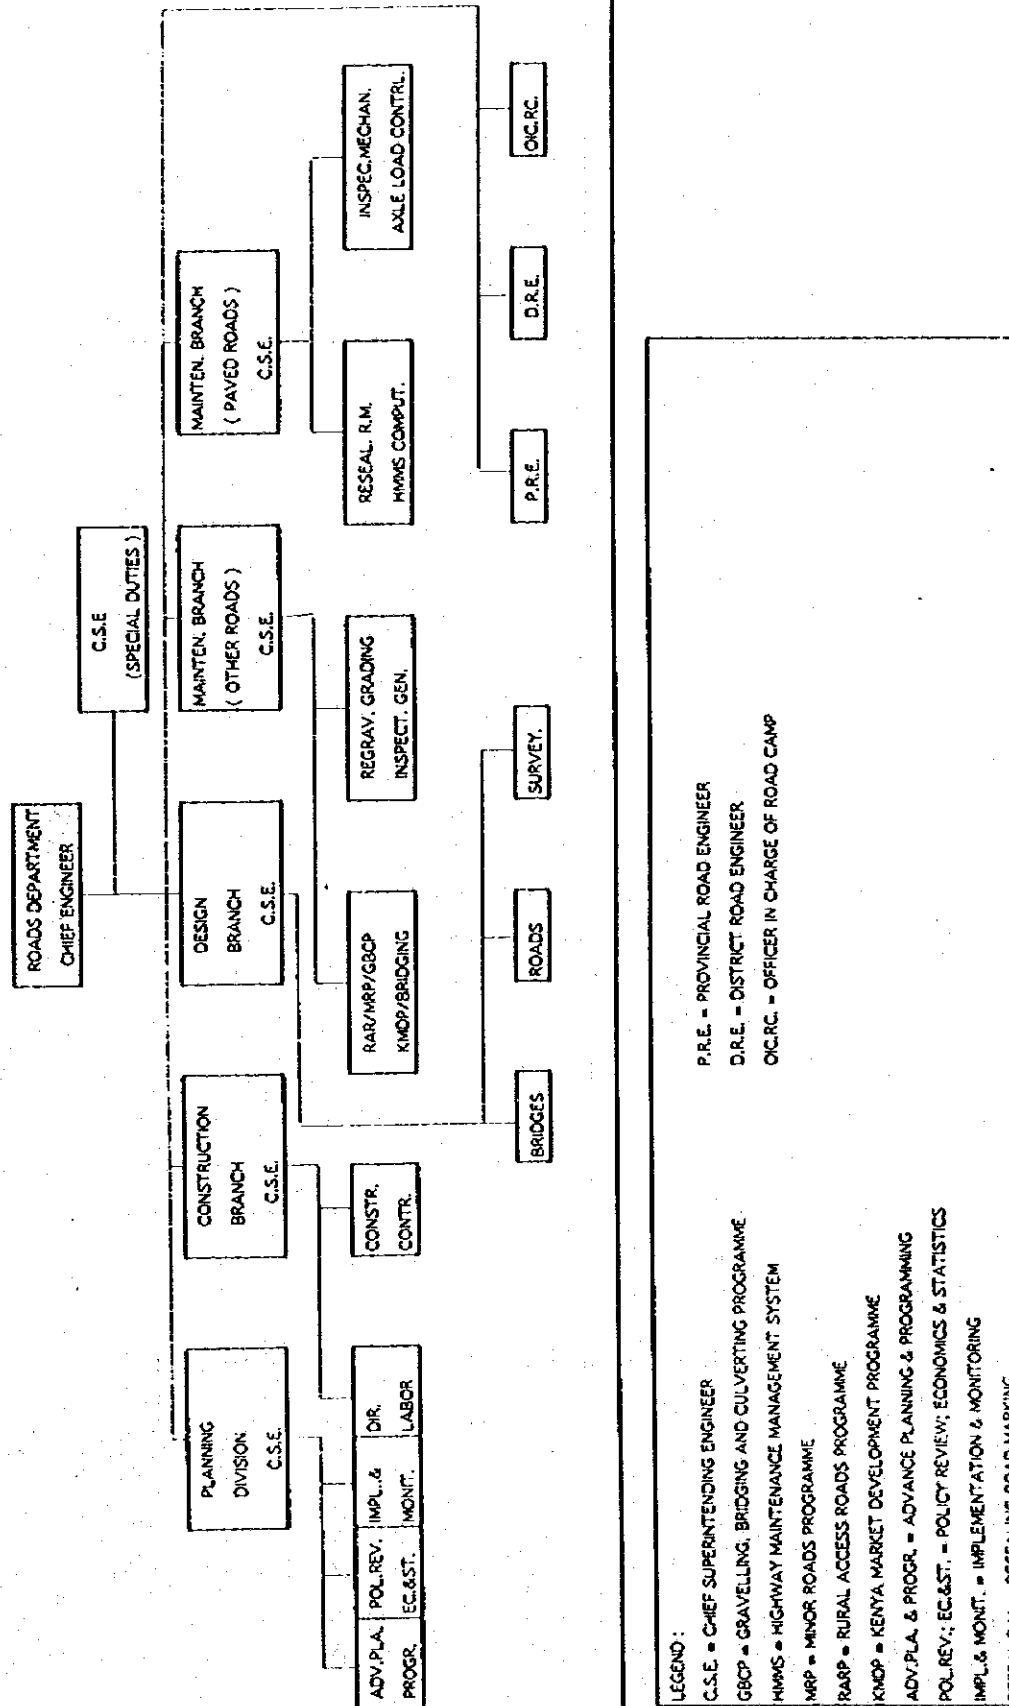 ROADS DEPARTMENT
CHIEF ENGINEER
C.S.E
(SPECIAL DUTIES)
PLANNING
DIVISION
C.S.E.
CONSTRUCTION
BRANCH
C.S.E.
DESIGN
BRANCH
C.S.E.
MAINTEN. BRANCH
( OTHER ROADS )
C.S.E.
MAINTEN. BRANCH
( PAVED ROADS )
C.S.E.
ADV.PLA.
PROGR.
POL.REV.
EC.&ST.
IMPL.&
MONIT.
DIR.
LABOR
CONSTR.
CONTR.
RAR/MRP/GBCP
KMDP/BRIDGING
REGRAV. GRADING
INSPECT. GEN.
RESEAL. R.M.
HMMS COMPUT.
INSPEC.MECHAN.
AXLE LOAD CONTRL.
BRIDGES
ROADS
SURVEY.
P.R.E.
D.R.E.
OIC.RC.
LEGEND :
C.S.E. = CHIEF SUPERINTENDING ENGINEER
GBCP = GRAVELLING, BRIDGING AND CULVERTING PROGRAMME
HMMS = HIGHWAY MAINTENANCE MANAGEMENT SYSTEM
MRP = MINOR ROADS PROGRAMME
RARP = RURAL ACCESS ROADS PROGRAMME
KMDP = KENYA MARKET DEVELOPMENT PROGRAMME
ADV.PLA. & PROGR. = ADVANCE PLANNING & PROGRAMMING
POL.REV.; EC.&ST. = POLICY REVIEW; ECONOMICS & STATISTICS
IMPL.& MONIT. = IMPLEMENTATION & MONITORING
P.R.E. = PROVINCIAL ROAD ENGINEER
D.R.E. = DISTRICT ROAD ENGINEER
OIC.RC. = OFFICER IN CHARGE OF ROAD CAMP